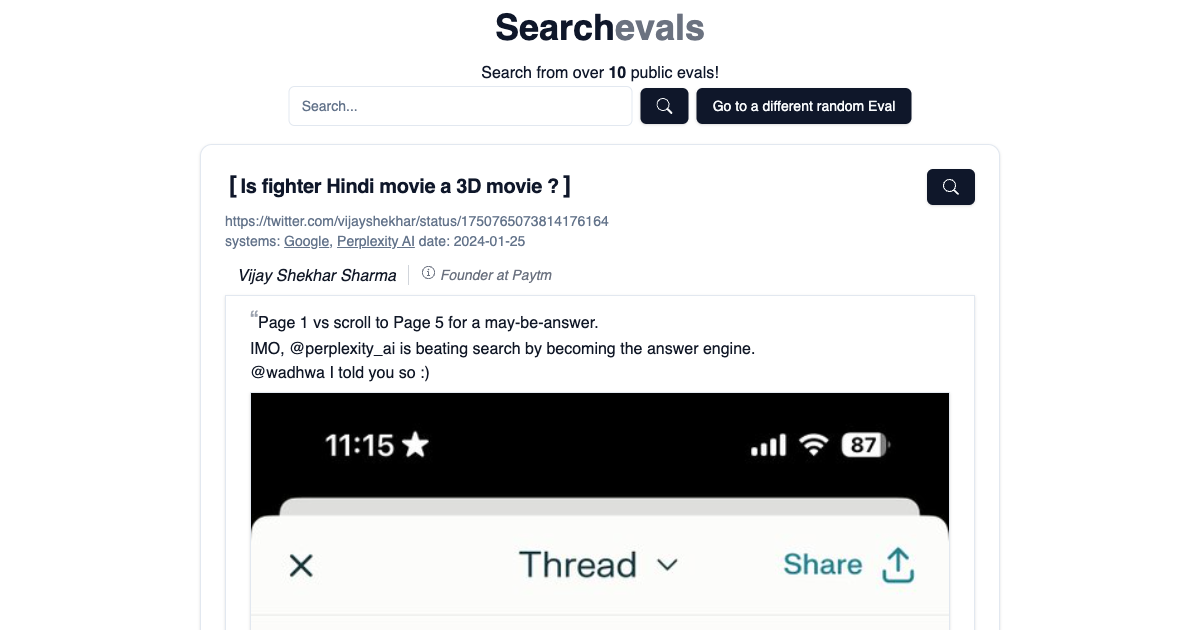 Searchevals
Search from over 10 public evals!
Search...
Go to a different random Eval
[ Is fighter Hindi movie a 3D movie ? ]
https://twitter.com/vijayshekhar/status/1750765073814176164
systems: Google, Perplexity AI date: 2024-01-25
Vijay Shekhar Sharma
Founder at Paytm
“Page 1 vs scroll to Page 5 for a may-be-answer.
IMO, @perplexity_ai is beating search by becoming the answer engine.
@wadhwa I told you so :)
11:15
87
Thread
Share